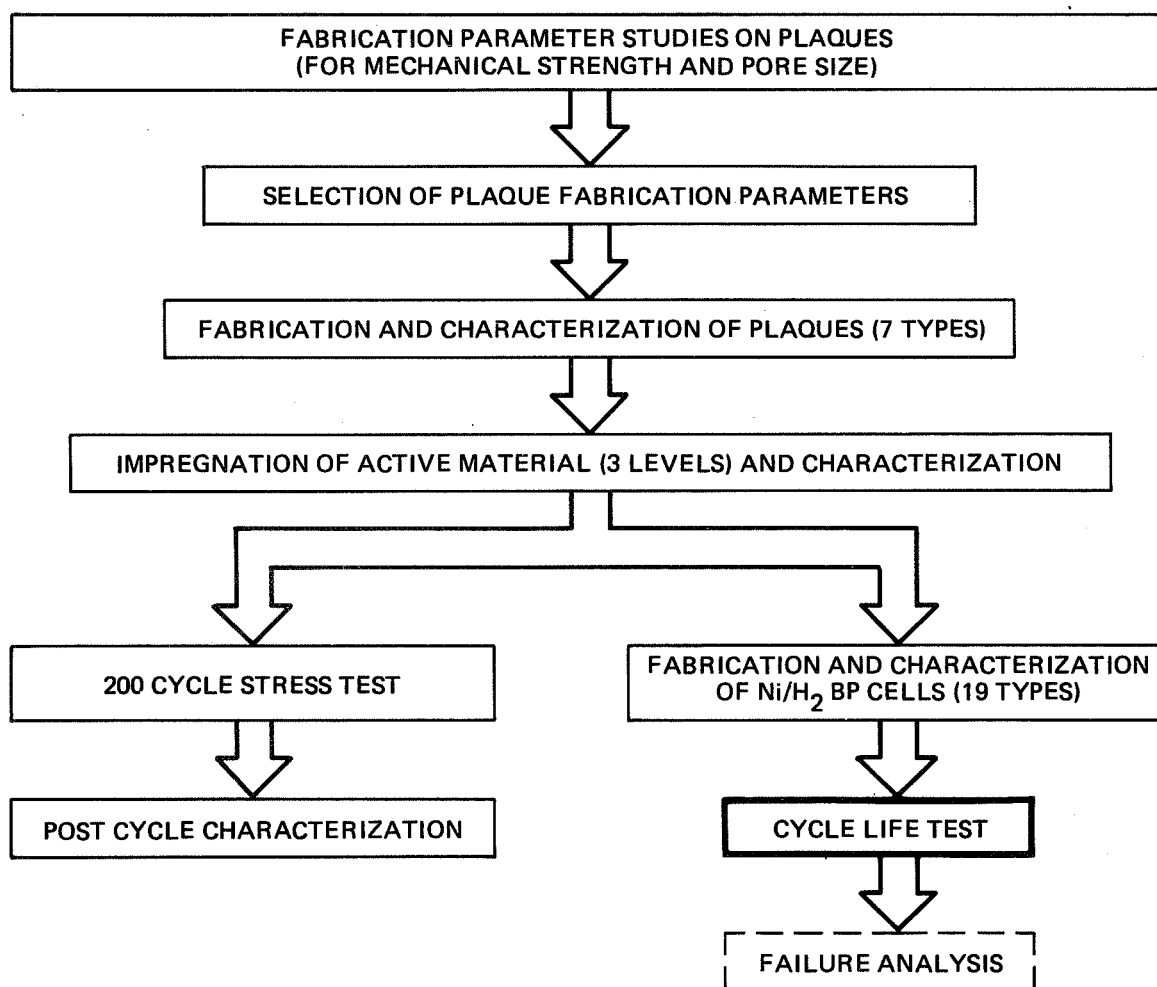 FABRICATION PARAMETER STUDIES ON PLAQUES
(FOR MECHANICAL STRENGTH AND PORE SIZE)
SELECTION OF PLAQUE FABRICATION PARAMETERS
FABRICATION AND CHARACTERIZATION OF PLAQUES (7 TYPES)
IMPREGNATION OF ACTIVE MATERIAL (3 LEVELS) AND CHARACTERIZATION
200 CYCLE STRESS TEST
POST CYCLE CHARACTERIZATION
FABRICATION AND CHARACTERIZATION
OF Ni/H₂ BP CELLS (19 TYPES)
CYCLE LIFE TEST
FAILURE ANALYSIS